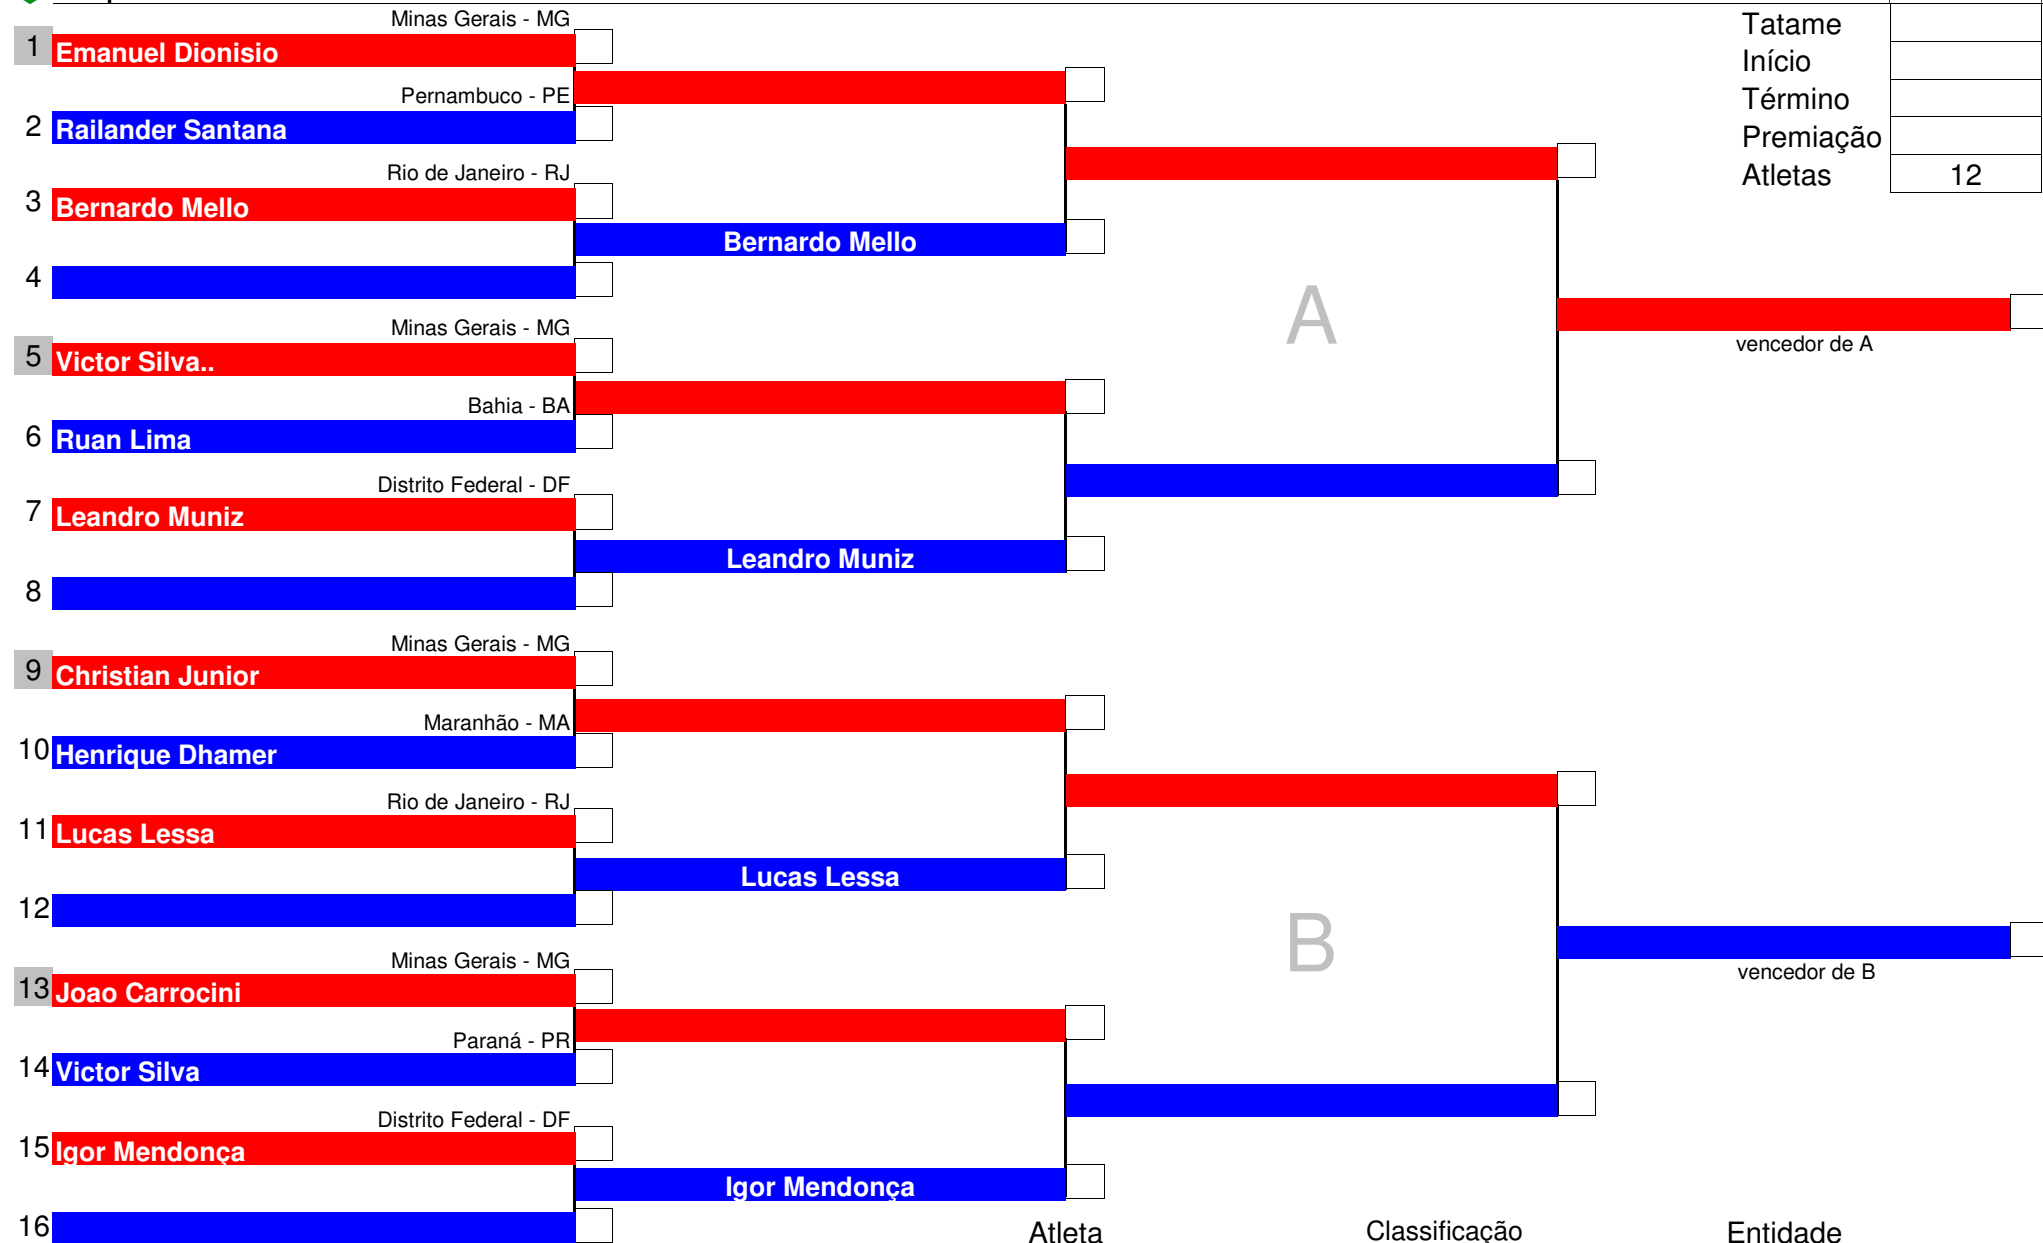 Minas Gerais - MG
1 Emanuel Dionisio
Pernambuco - PE
2 Railander Santana
Rio de Janeiro - RJ
3 Bernardo Mello
Bernardo Mello
4
Minas Gerais - MG
5 Victor Silva..
Bahia - BA
6 Ruan Lima
Distrito Federal - DF
7 Leandro Muniz
Leandro Muniz
8
Minas Gerais - MG
9 Christian Junior
Maranhão - MA
10 Henrique Dhamer
Rio de Janeiro - RJ
11 Lucas Lessa
Lucas Lessa
12
Minas Gerais - MG
13 Joao Carrocini
Paraná - PR
14 Victor Silva
Distrito Federal - DF
15 Igor Mendonça
Igor Mendonça
16
A
B
vencedor de A
vencedor de B
Tatame
Início
Término
Premiação
Atletas 12
Atleta Classificação Entidade